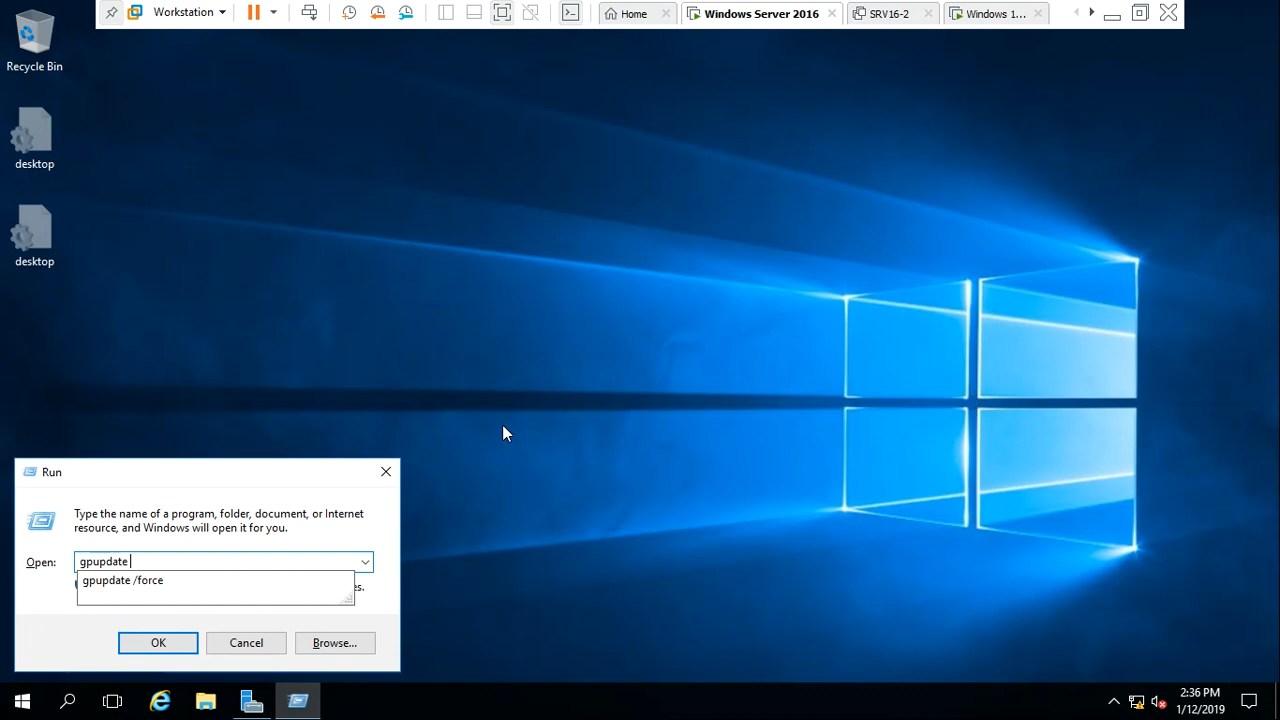 Workstation
Home
Windows Server 2016
SRV16-2
Windows 1...
Recycle Bin
desktop
desktop
Run
Type the name of a program, folder, document, or Internet
resource, and Windows will open it for you.
Open:
gpupdate
gpupdate /force
es.
OK
Cancel
Browse...
2:36 PM
1/12/2019